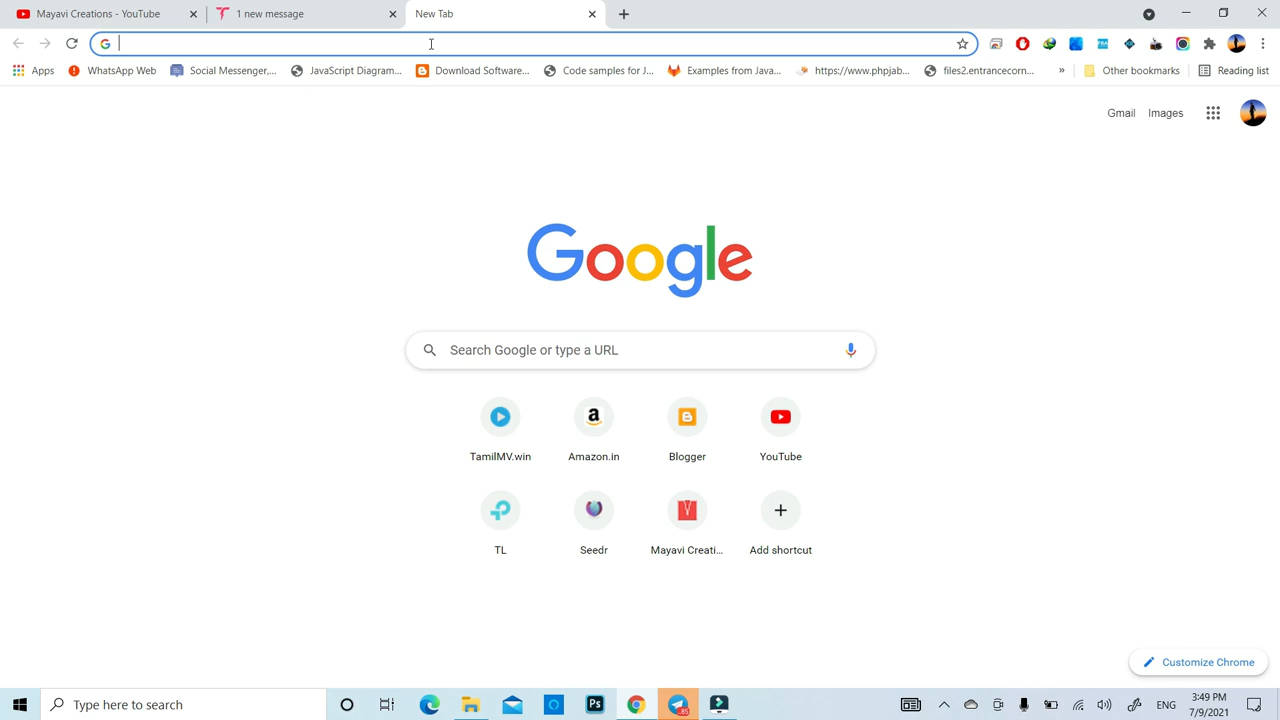 Mayavi Creations - YouTube
1 new message
New Tab
Apps
WhatsApp Web
Social Messenger,...
JavaScript Diagram...
Download Software...
Code samples for J...
Examples from Java...
https://www.phpjab...
files2.entrancecorn...
»
Other bookmarks
Reading list
Gmail
Images
Google
Search Google or type a URL
TamilMV.win
Amazon.in
Blogger
YouTube
TL
Seedr
Mayavi Creati...
Add shortcut
Customize Chrome
Type here to search
Ps
ENG
3:49 PM
7/9/2021